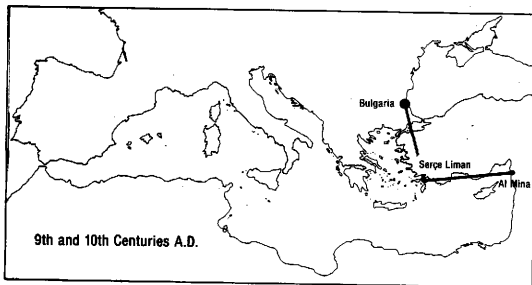 Bulgaria
Serçe Liman
Al Mina
9th and 10th Centuries A.D.